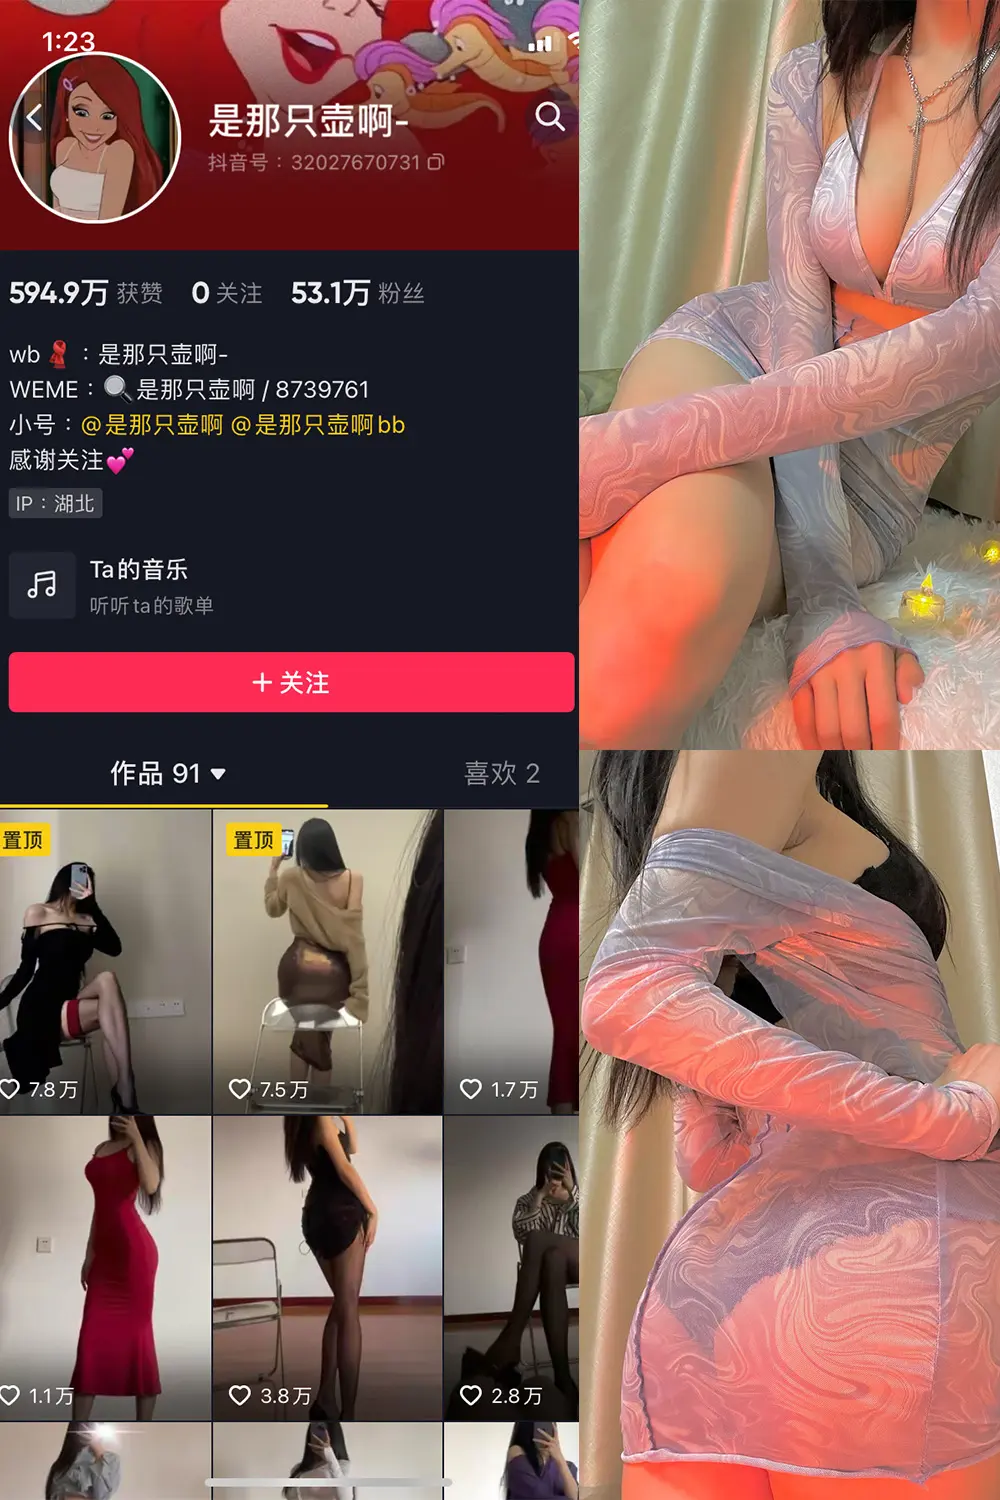 1:23
是那只壶啊-
抖音号：32027670731
594.9万 获赞 0 关注 53.1万 粉丝
wb ：是那只壶啊-
WEME：是那只壶啊 / 8739761
小号：@是那只壶啊 @是那只壶啊bb
感谢关注
IP：湖北
Ta的音乐
听听ta的歌单
+ 关注
作品 91 喜欢 2
置顶 置顶
7.8万 7.5万 1.7万
1.1万 3.8万 2.8万